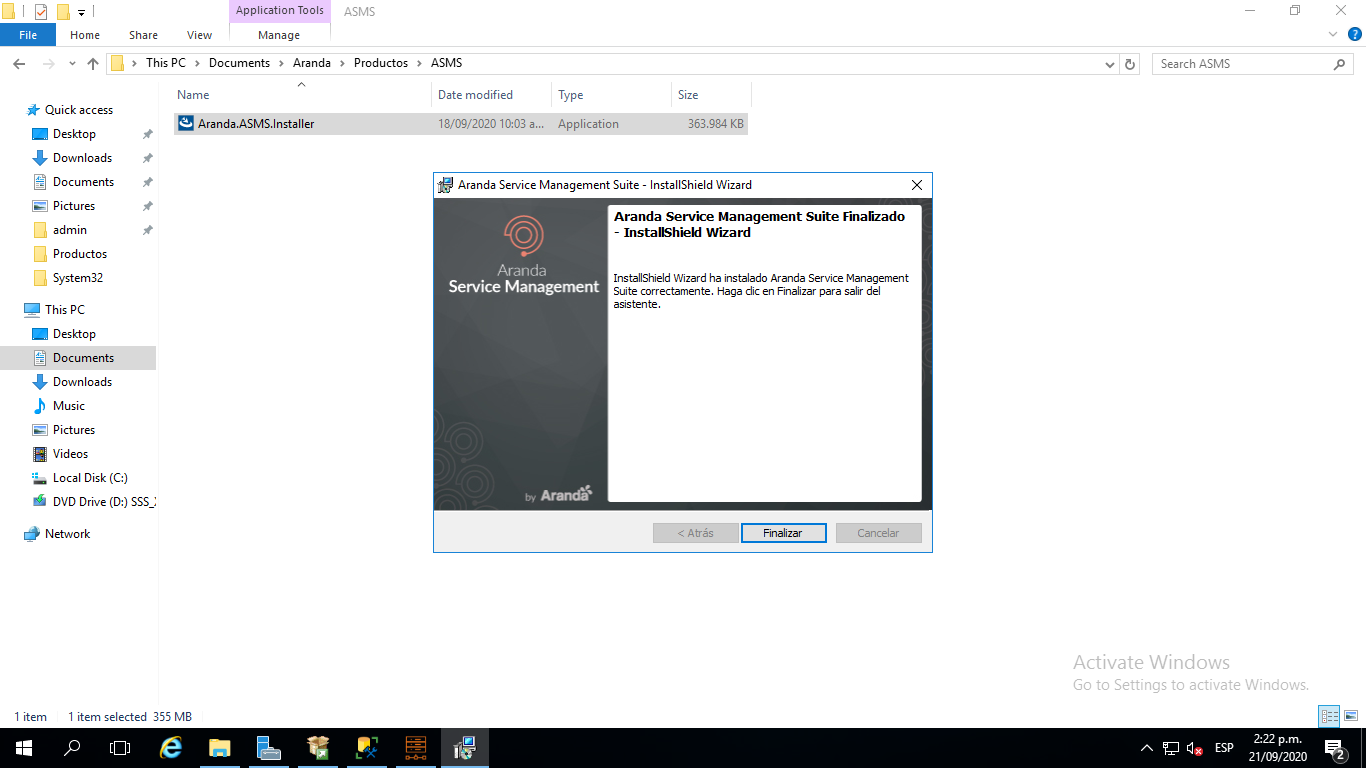 Application Tools
ASMS
File
Home
Share
View
Manage
This PC
Documents
Aranda
Productos
ASMS
Search ASMS
Name
Date modified
Type
Size
Aranda.ASMS.Installer
18/09/2020 10:03 a...
Application
363.984 KB
Quick access
Desktop
Downloads
Documents
Pictures
admin
Productos
System32
This PC
Desktop
Documents
Downloads
Music
Pictures
Videos
Local Disk (C:)
DVD Drive (D:) SSS_
Network
Aranda Service Management Suite - InstallShield Wizard
Aranda
Service Management
by Aranda
Aranda Service Management Suite Finalizado
- InstallShield Wizard
InstallShield Wizard ha instalado Aranda Service Management
Suite correctamente. Haga clic en Finalizar para salir del
asistente.
< Atrás
Finalizar
Cancelar
Activate Windows
Go to Settings to activate Windows.
1 item
1 item selected 355 MB
ESP
2:22 p.m.
21/09/2020
2